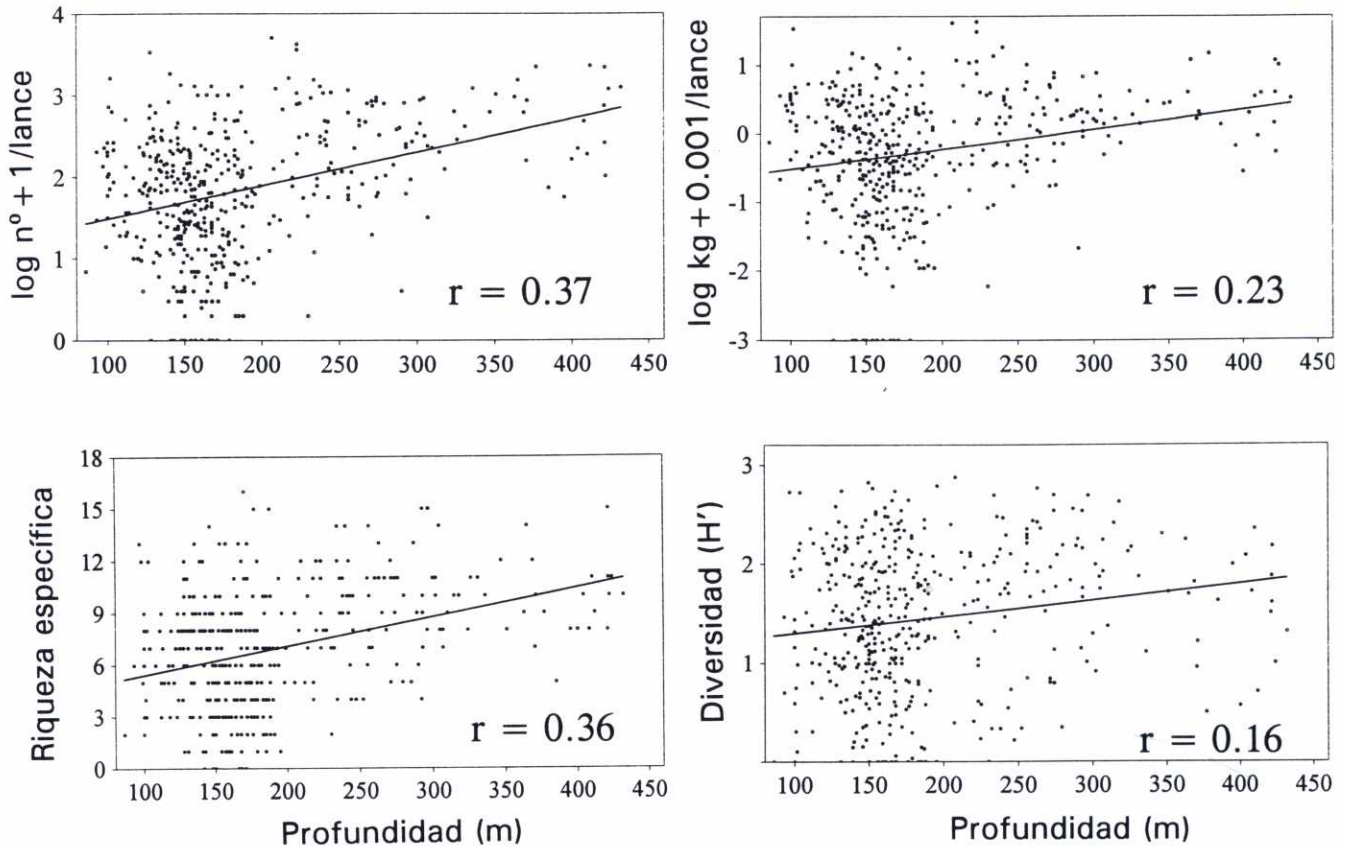 log nº + 1/lance
4
3
2
1
0
r = 0.37
100 150 200 250 300 350 400 450
log kg + 0.001/lance
1
0
-1
-2
-3
r = 0.23
100 150 200 250 300 350 400 450
Riqueza específica
18
15
12
9
6
3
0
r = 0.36
100 150 200 250 300 350 400 450
Profundidad (m)
Diversidad (H')
3
2
1
r = 0.16
100 150 200 250 300 350 400 450
Profundidad (m)